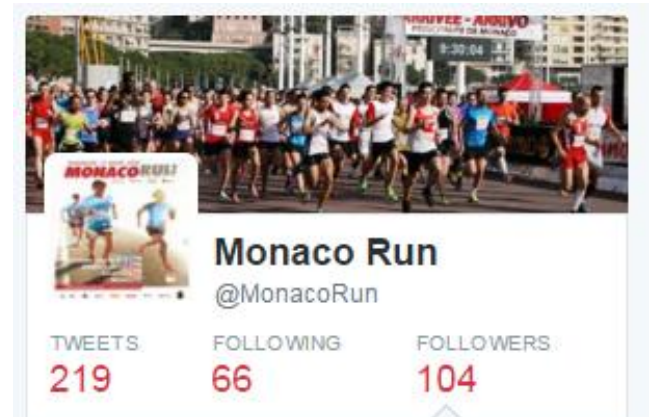 ARRIVEE - ARRIVO
9:30:04
MONACORUN
Monaco Run
@MonacoRun
TWEETS FOLLOWING FOLLOWERS
219 66 104